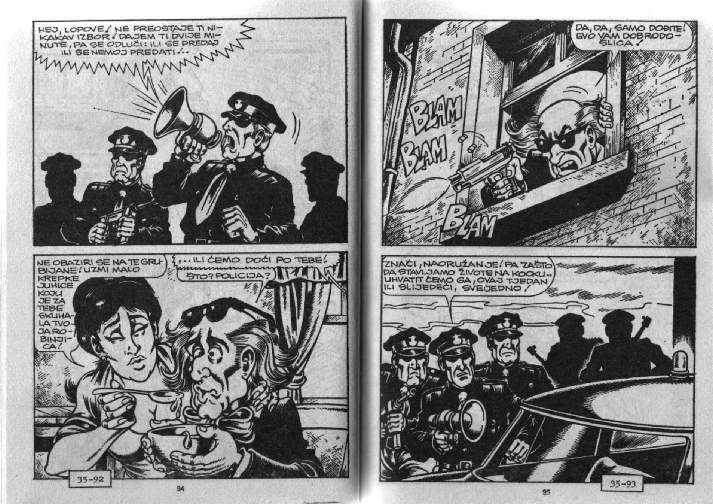 HEJ, LOPOVE! NE PREOSTAJE TI NI-
KAKAV IZBOR! DAJEM TI DVIJE MI-
NUTE, PA SE ODLUČI: ILI SE PREDAJ
ILI SE NEMOJ PREDATI...
NE OBAZIRI SE NA TE GRU-
BIJANE! UZMI MALO
KREPKE
JUHICE
KOJU
JE ZA
TEBE
SKUHA-
LA TVO-
JA RO-
BINJI-
CA!
...ILI ĆEMO DOĆI PO TEBE!
ŠTO? POLICIJA?
35-92
94
DA, DA, SAMO DOĐITE!
EVO VAM DOBRODO-
ŠLICA!
BLAM
BLAM
BLAM
ZNAČI, NAORUŽAN JE! PA ZAŠTO
DA STAVLJAMO ŽIVOTE NA KOCKU...
UHVATIT ĆEMO GA, OVAJ TJEDAN
ILI SLIJEDEĆI, SVEJEDNO!
95
35-93